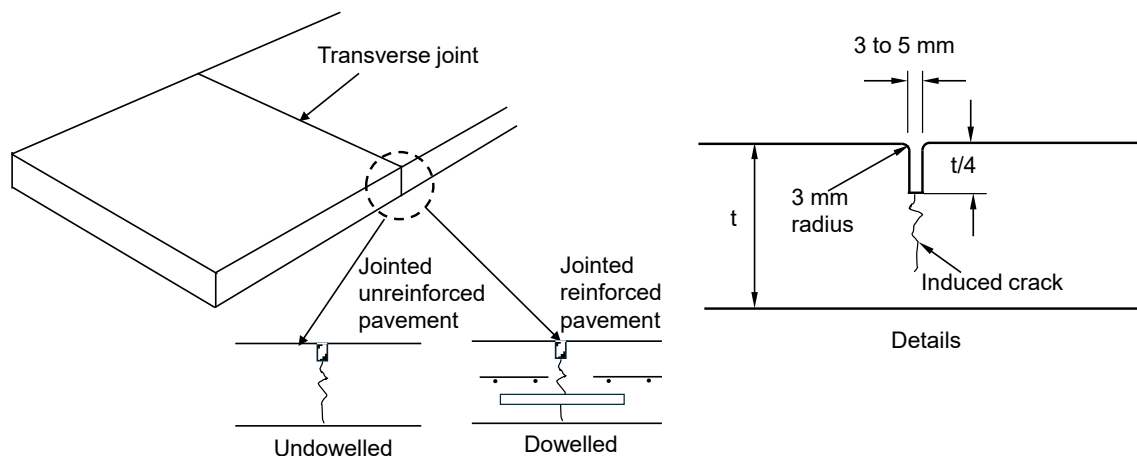 Transverse joint
Jointed
unreinforced
pavement
Jointed
reinforced
pavement
Undowelled
Dowelled
3 to 5 mm
t/4
3 mm
radius
t
Induced crack
Details